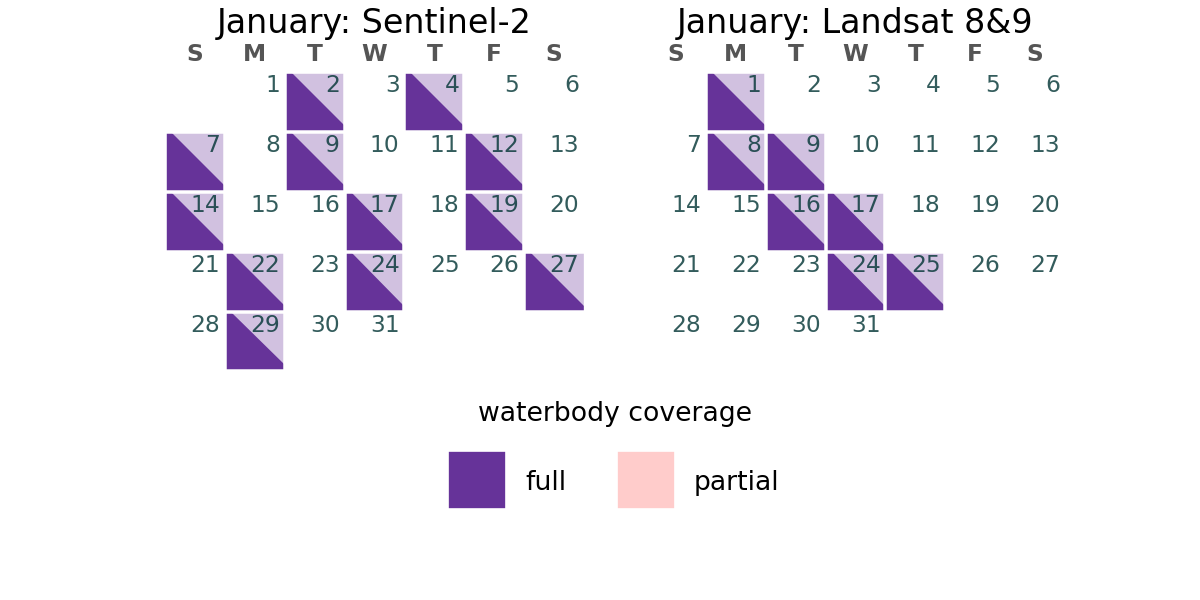 January: Sentinel-2
S M T W T F S
1 2 3 4 5 6
7 8 9 10 11 12 13
14 15 16 17 18 19 20
21 22 23 24 25 26 27
28 29 30 31
January: Landsat 8&9
S M T W T F S
1 2 3 4 5 6
7 8 9 10 11 12 13
14 15 16 17 18 19 20
21 22 23 24 25 26 27
28 29 30 31
waterbody coverage
full partial